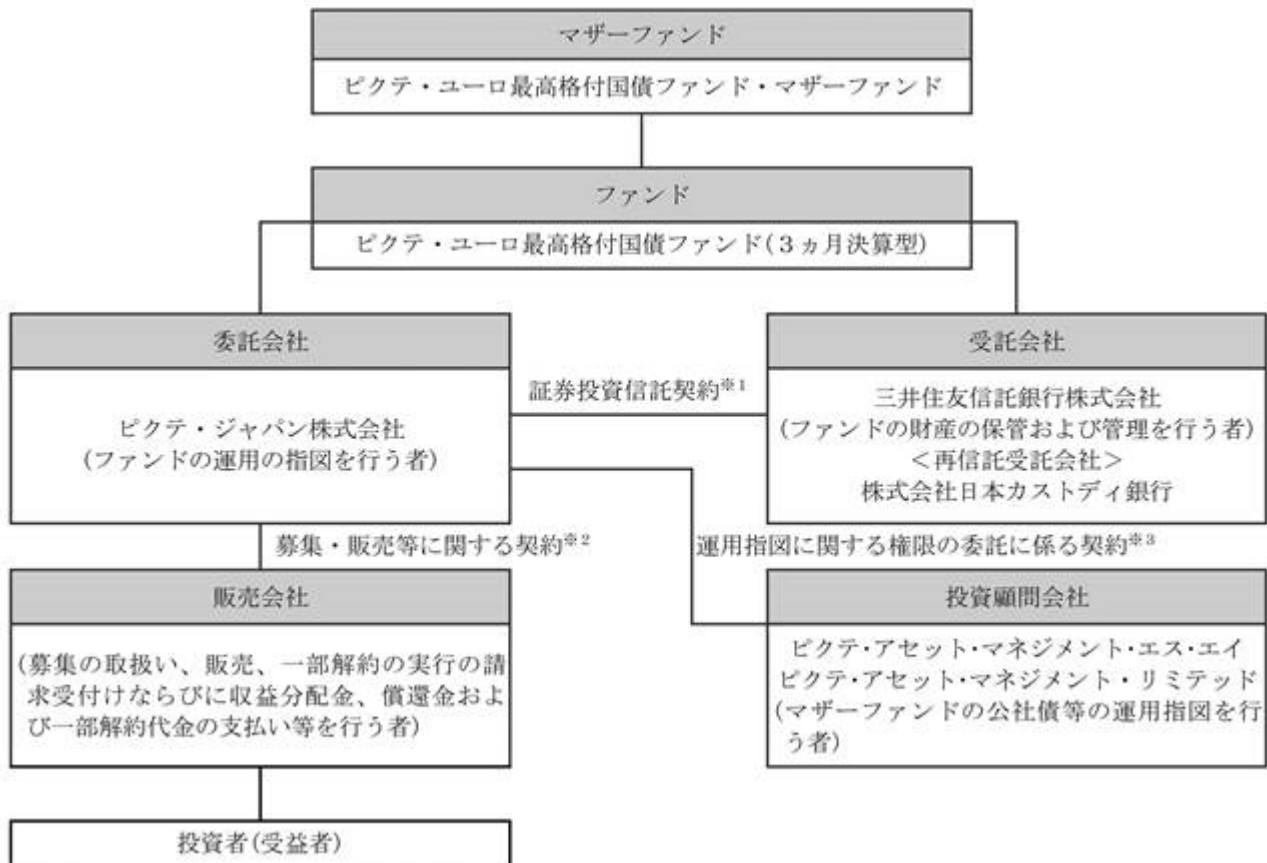 マザーファンド
ピクテ・ユーロ最高格付国債ファンド・マザーファンド
ファンド
ピクテ・ユーロ最高格付国債ファンド(３ヵ月決算型)
委託会社
ピクテ・ジャパン株式会社
(ファンドの運用の指図を行う者)
証券投資信託契約※1
受託会社
三井住友信託銀行株式会社
(ファンドの財産の保管および管理を行う者)
＜再信託受託会社＞
株式会社日本カストディ銀行
募集・販売等に関する契約※2
運用指図に関する権限の委託に係る契約※3
販売会社
(募集の取扱い、販売、一部解約の実行の請
求受付けならびに収益分配金、償還金およ
び一部解約代金の支払い等を行う者)
投資顧問会社
ピクテ・アセット・マネジメント・エス・エイ
ピクテ・アセット・マネジメント・リミテッド
(マザーファンドの公社債等の運用指図を行
う者)
投資者(受益者)